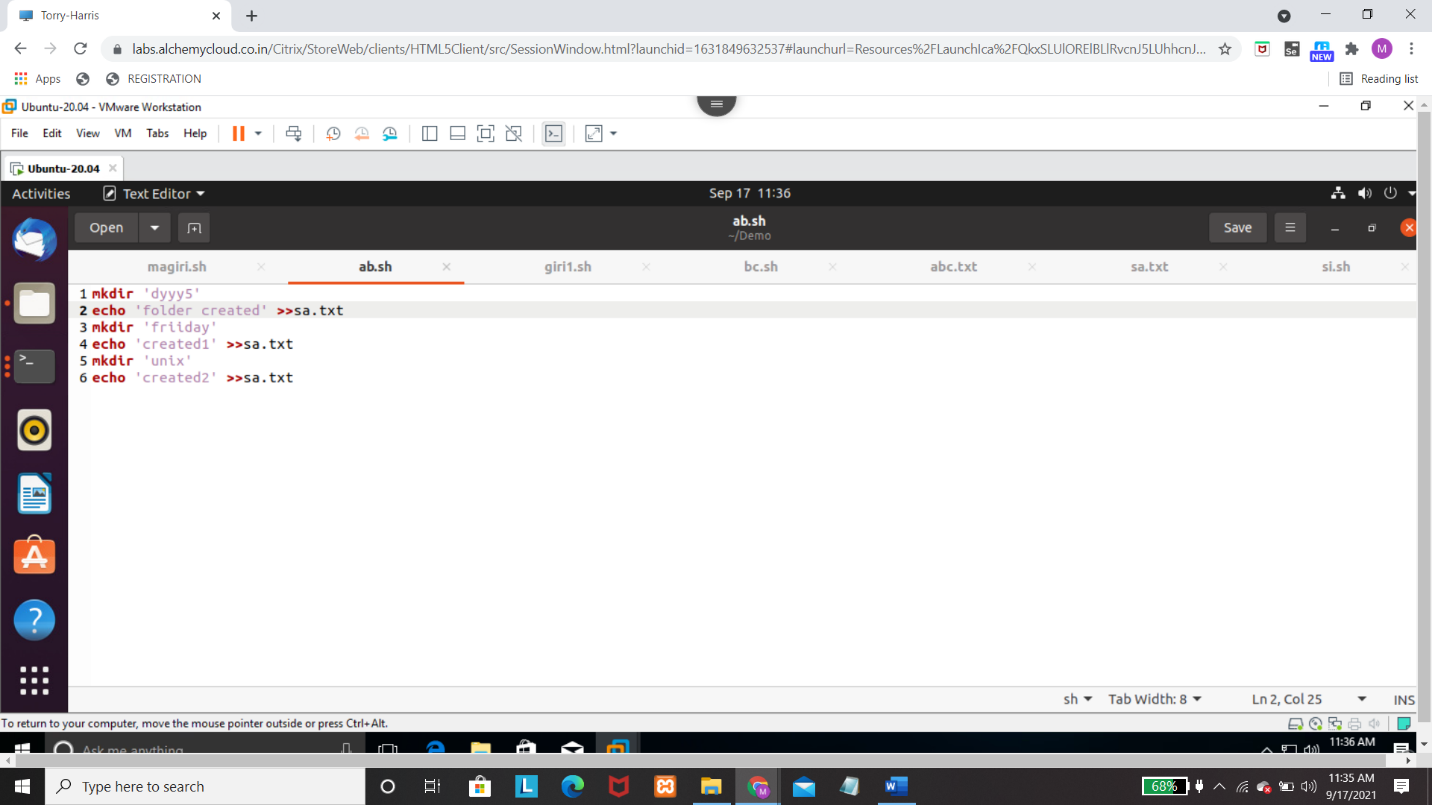 Torry-Harris
labs.alchemycloud.co.in/Citrix/StoreWeb/clients/HTML5Client/src/SessionWindow.html?launchid=1631849632537#launchurl=Resources%2FLaunchIca%2FQkxSLUlORElBLlRvcnJ5LUhhcnJ...
M
NEW
Se
Apps
REGISTRATION
Reading list
Ubuntu-20.04 - VMware Workstation
File Edit View VM Tabs Help
Ubuntu-20.04
Activities Text Editor Sep 17 11:36
Open ab.sh Save
~/Demo
magiri.sh ab.sh giri1.sh bc.sh abc.txt sa.txt si.sh
1 mkdir 'dyyy5'
2 echo 'folder created' >>sa.txt
3 mkdir 'friiday'
4 echo 'created1' >>sa.txt
5 mkdir 'unix'
6 echo 'created2' >>sa.txt
sh Tab Width: 8 Ln 2, Col 25 INS
To return to your computer, move the mouse pointer outside or press Ctrl+Alt.
Ask me anything 11:36 AM
Type here to search L W 68% 11:35 AM
9/17/2021